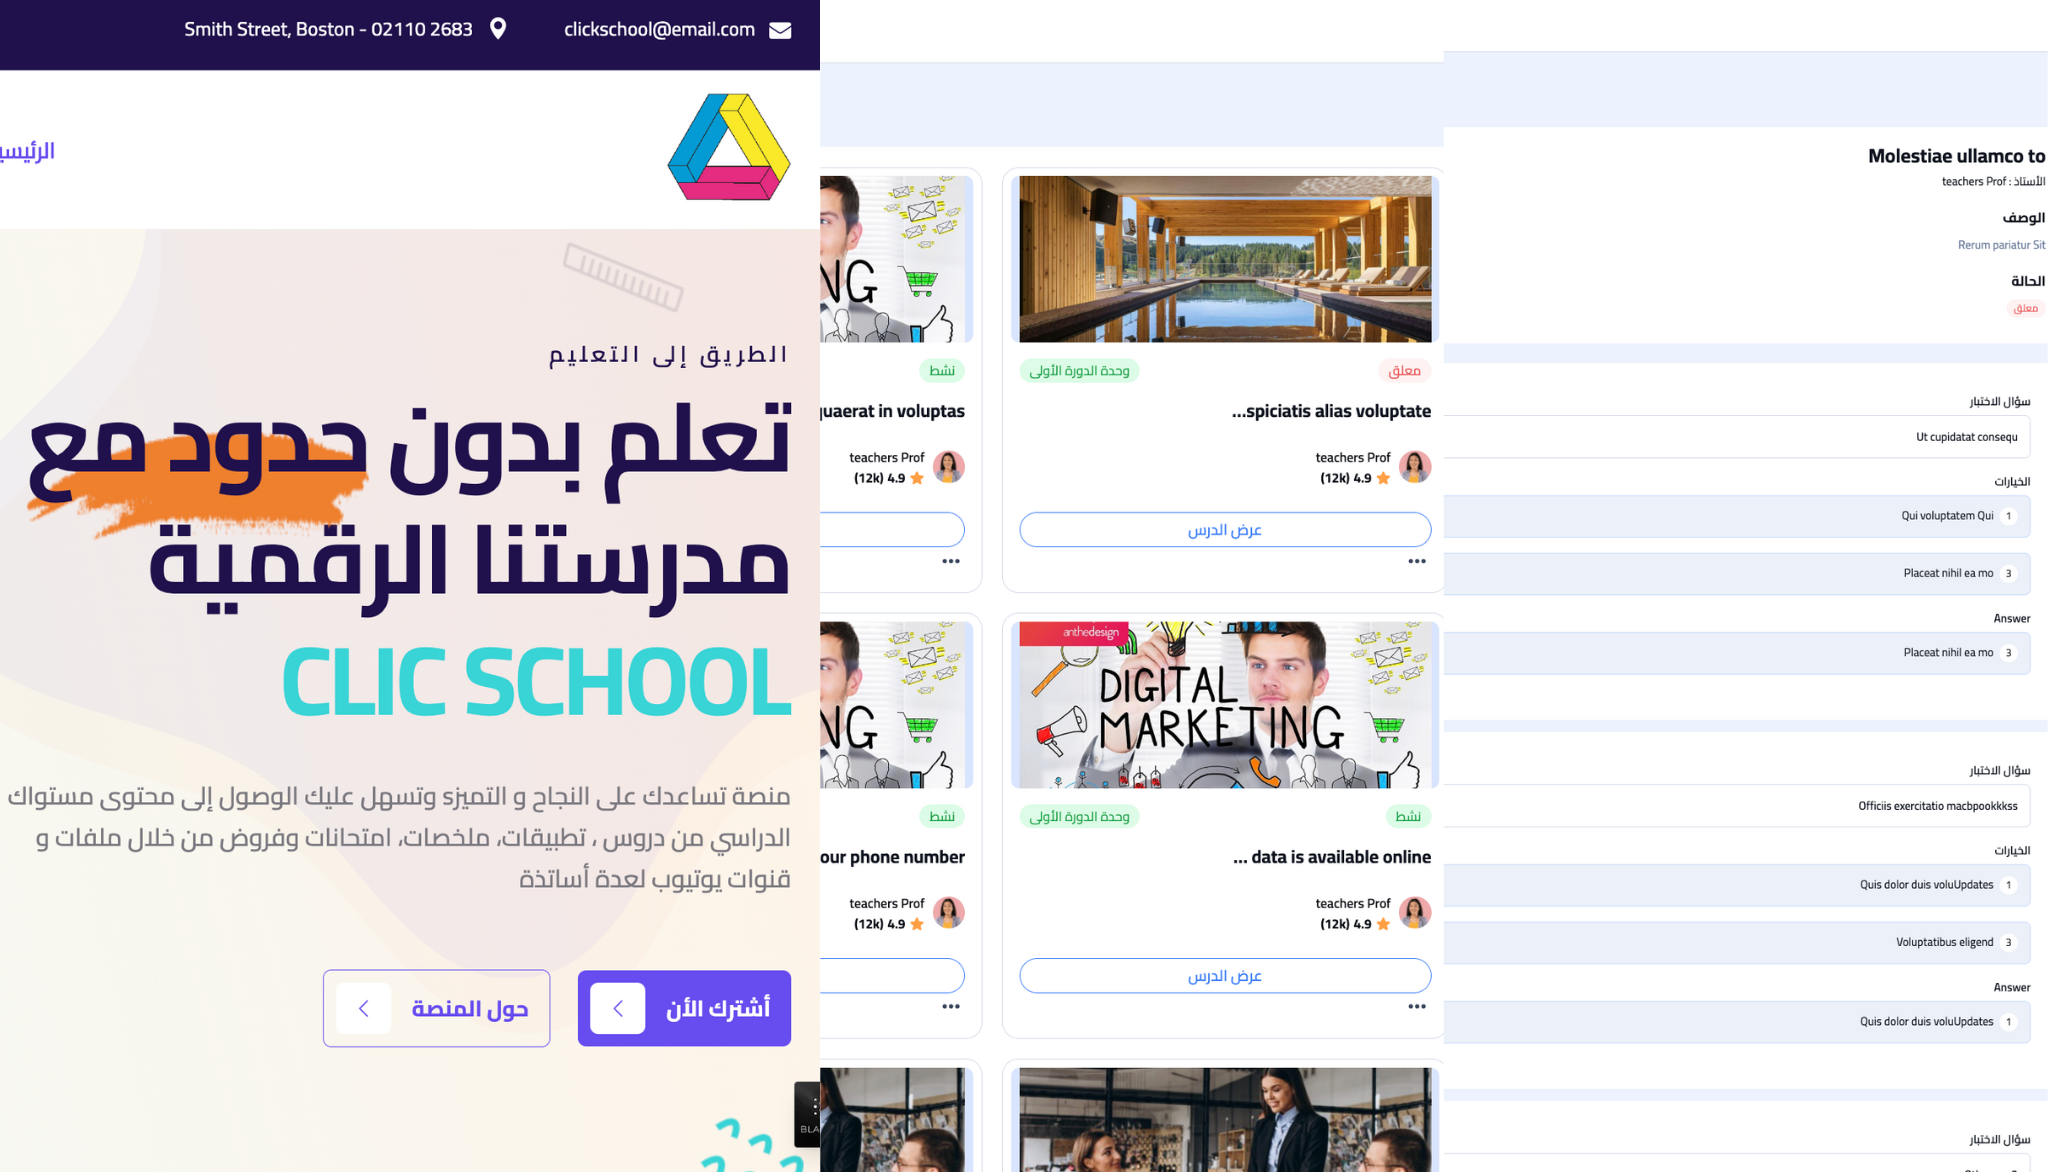 clickschool@email.com
Smith Street, Boston - 02110 2683
الطريق إلى التعليم
تعلم بدون حدود مع
مدرستنا الرقمية
CLIC SCHOOL
منصة تساعدك على النجاح و التميز وتسهل عليك الوصول إلى محتوى مستواك
الدراسي من دروس ، تطبيقات، ملخصات، امتحانات وفروض من خلال ملفات و
قنوات يوتيوب لعدة أساتذة
أشترك الأن
حول المنصة
معلق
وحدة الدورة الأولى
...spiciatis alias voluptate
teachers Prof
(12k) 4.9
عرض الدرس
نشط
quaerat in voluptas
teachers Prof
(12k) 4.9
anthedesign
DIGITAL
MARKETING
نشط
وحدة الدورة الأولى
... data is available online
teachers Prof
(12k) 4.9
عرض الدرس
نشط
our phone number
teachers Prof
(12k) 4.9
Molestiae ullamco to
الأستاذ : teachers Prof
الوصف
Rerum pariatur Sit
الحالة
معلق
سؤال الاختبار
Ut cupidatat consequ
الخيارات
1 Qui voluptatem Qui
3 Placeat nihil ea mo
Answer
3 Placeat nihil ea mo
سؤال الاختبار
Officiis exercitatio macbpookkkss
الخيارات
1 Quis dolor duis voluUpdates
3 Voluptatibus eligend
Answer
1 Quis dolor duis voluUpdates
سؤال الاختبار